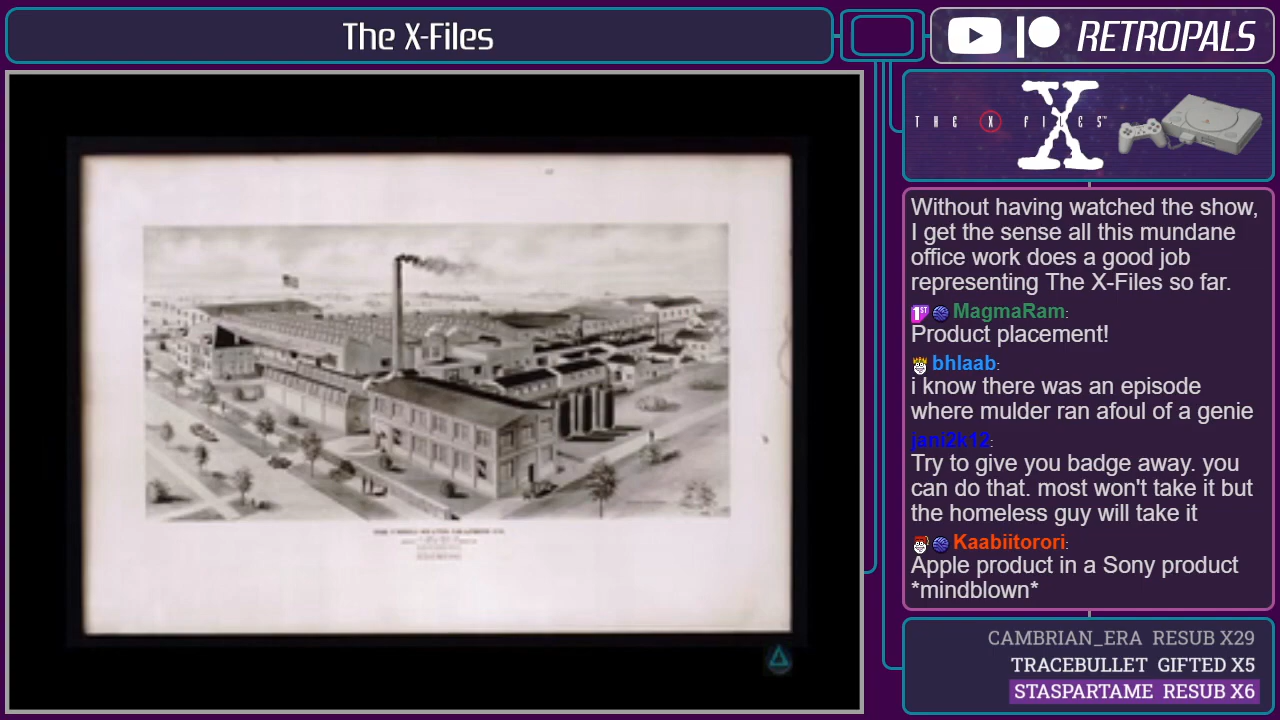 The X-Files
RETROPALS
THE X FILES™
X
Without having watched the show,
I get the sense all this mundane
office work does a good job
representing The X-Files so far.
1ST MagmaRam:
Product placement!
bhlaab:
i know there was an episode
where mulder ran afoul of a genie
jani2k12:
Try to give you badge away. you
can do that. most won't take it but
the homeless guy will take it
Kaabiitorori:
Apple product in a Sony product
*mindblown*
CAMBRIAN_ERA RESUB X29
TRACEBULLET GIFTED X5
STASPARTAME RESUB X6